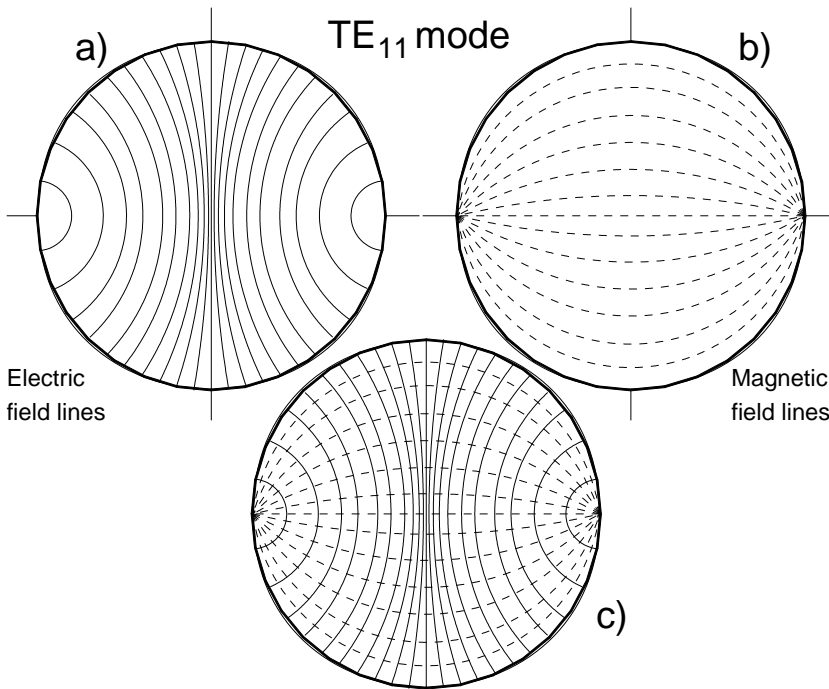 a)
TE11 mode
b)
Electric
field lines
Magnetic
field lines
c)